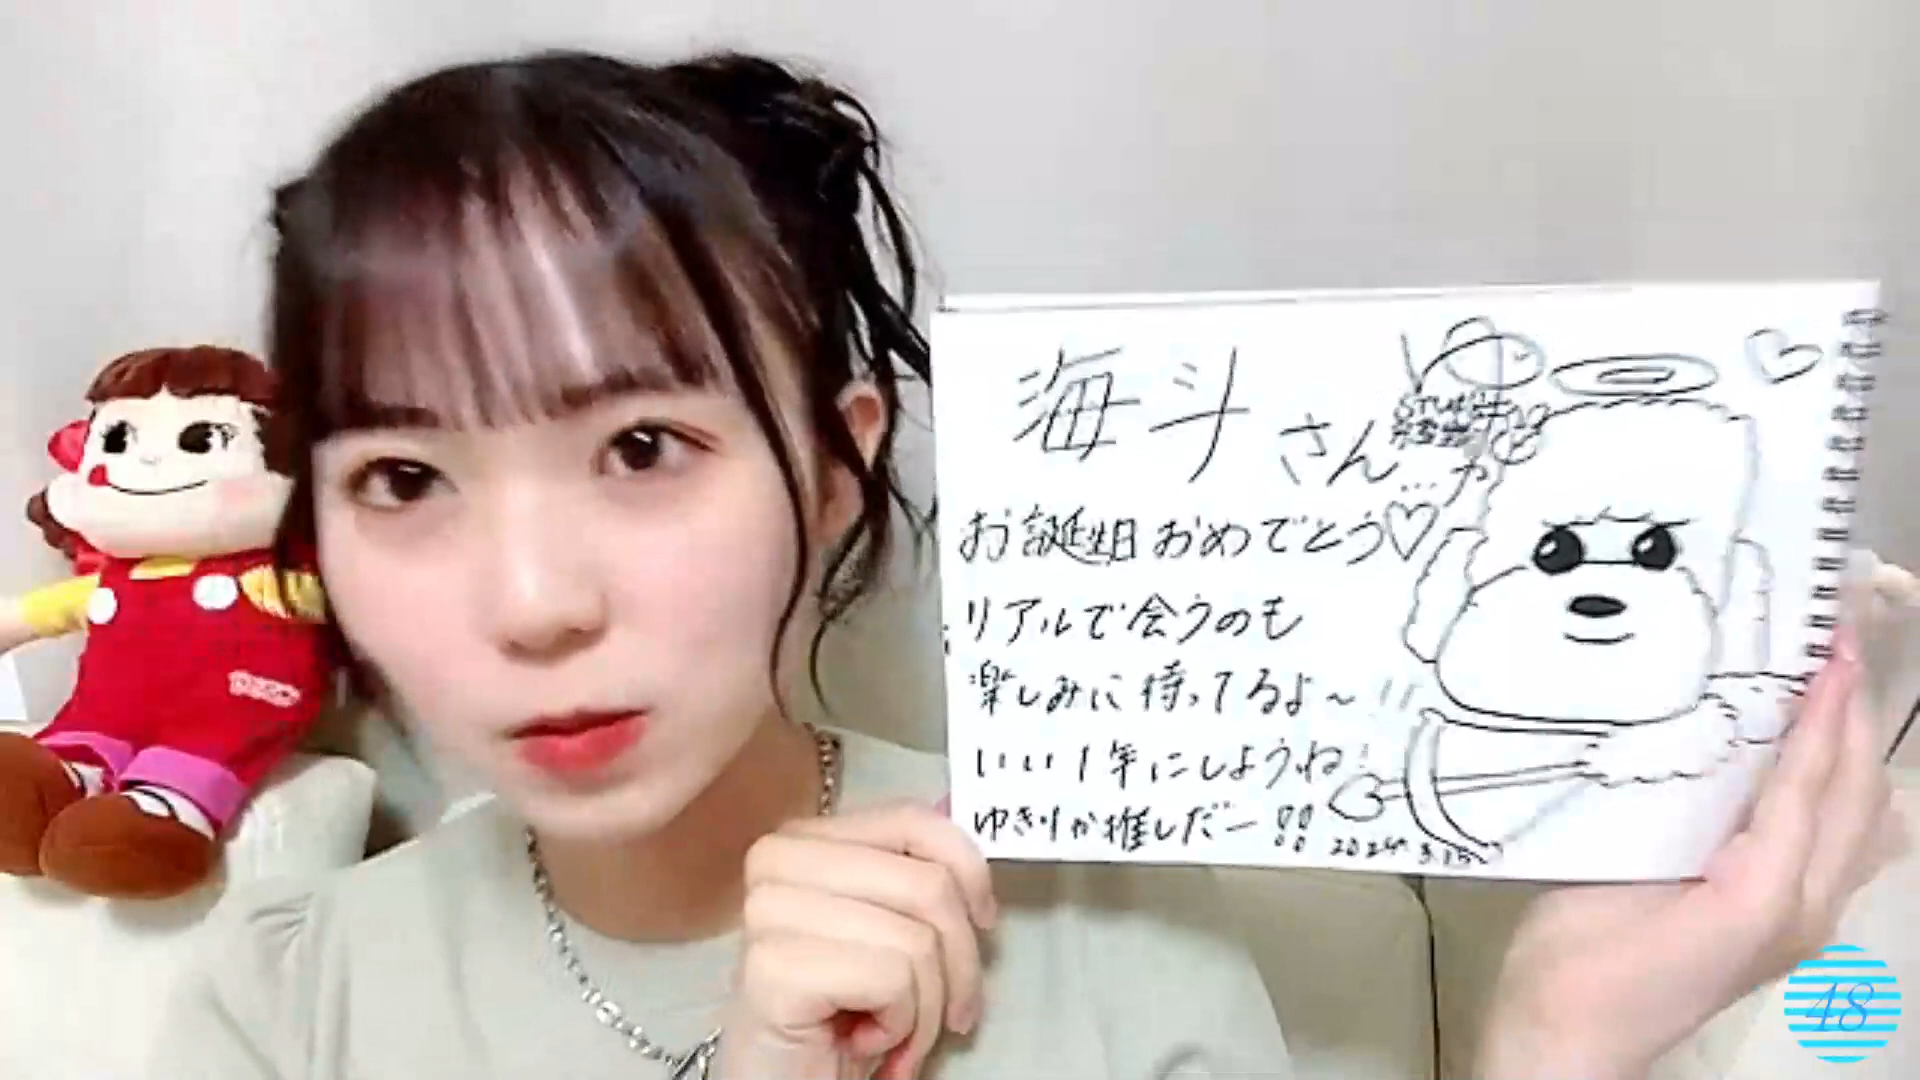 海斗さん...♡
お誕生日おめでとう♡
リアルで会うのも
楽しみに待ってるよ~!!
いい1年にしようね!
ゆきりか推しだー!!
2024.3.15
48